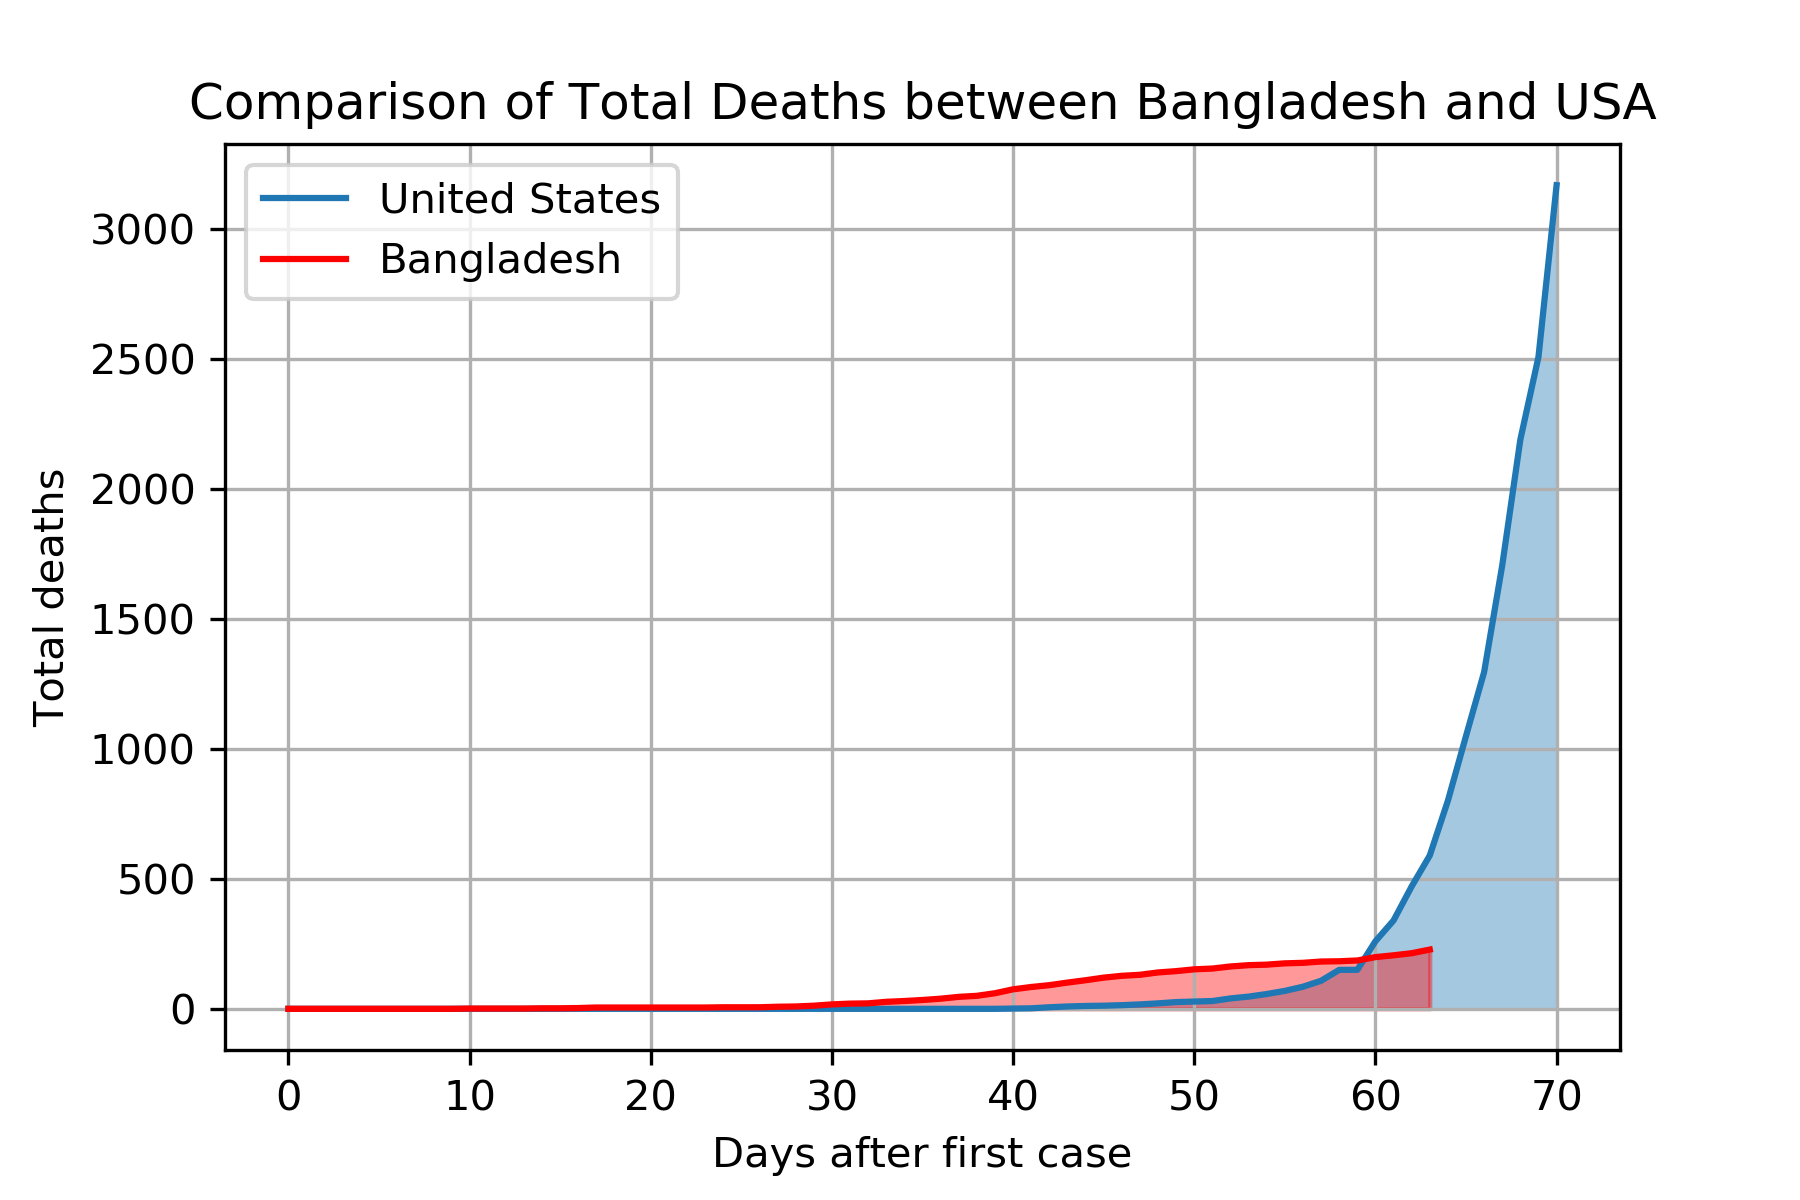 Comparison of Total Deaths between Bangladesh and USA
United States
Bangladesh
3000
2500
2000
1500
1000
500
0
Total deaths
0 10 20 30 40 50 60 70
Days after first case